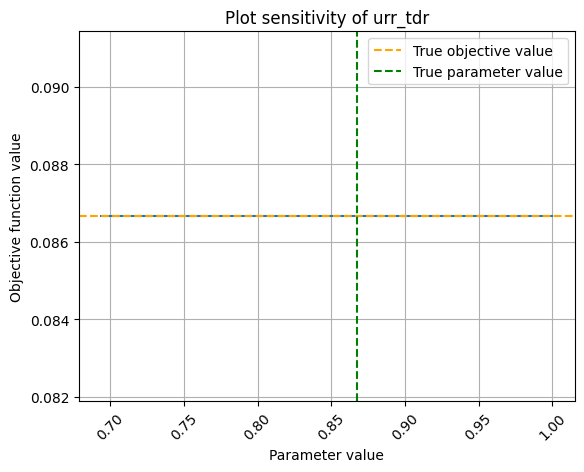 Plot sensitivity of urr_tdr
True objective value
True parameter value
Objective function value
0.090
0.088
0.086
0.084
0.082
0.70
0.75
0.80
0.85
0.90
0.95
1.00
Parameter value